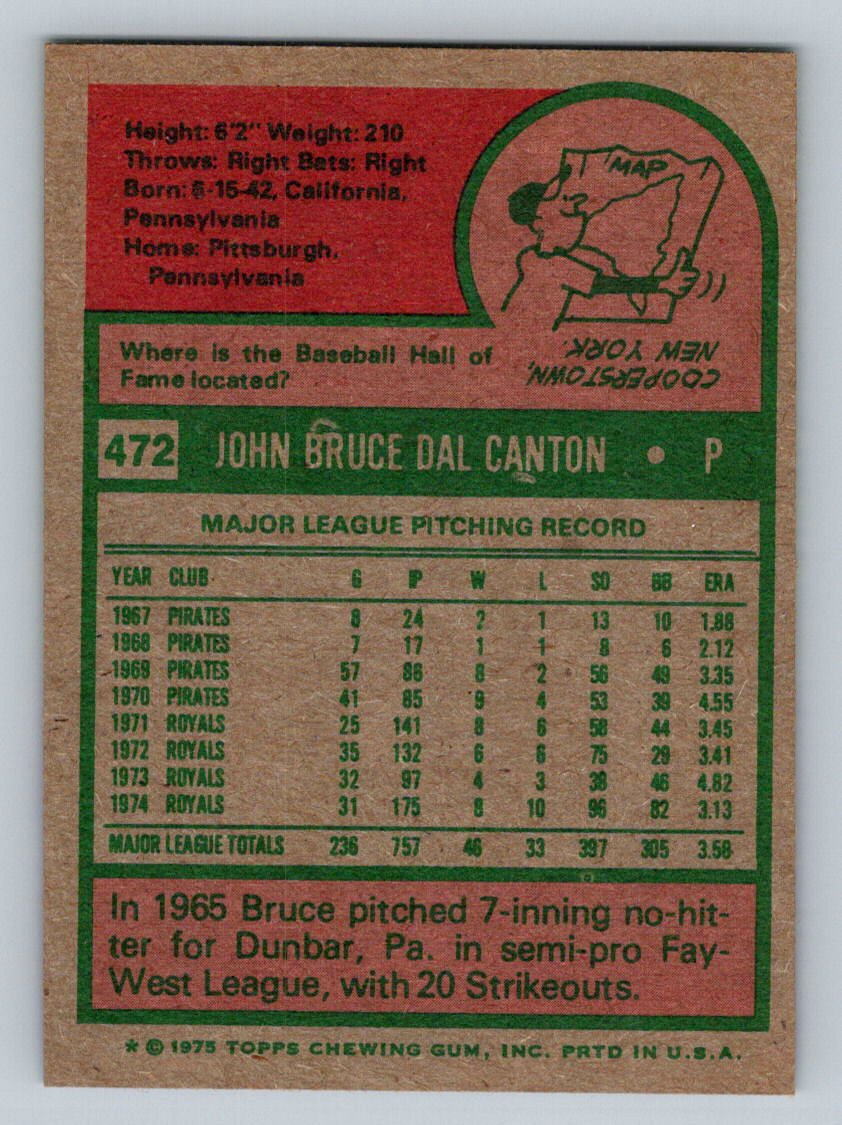 Height: 6'2" Weight: 210
Throws: Right Bats: Right
Born: 6-15-42, California,
Pennsylvania
Home: Pittsburgh,
Pennsylvania
MAP
Where is the Baseball Hall of
Fame located?
COOPERSTOWN,
NEW YORK.
472 JOHN BRUCE DAL CANTON • P
MAJOR LEAGUE PITCHING RECORD
YEAR CLUB G IP W L SO BB ERA
1967 PIRATES 8 24 2 1 13 10 1.88
1968 PIRATES 7 17 1 1 8 6 2.12
1969 PIRATES 57 86 8 2 56 49 3.35
1970 PIRATES 41 85 9 4 53 39 4.55
1971 ROYALS 25 141 8 6 58 44 3.45
1972 ROYALS 35 132 6 6 75 29 3.41
1973 ROYALS 32 97 4 3 38 46 4.82
1974 ROYALS 31 175 8 10 96 82 3.13
MAJOR LEAGUE TOTALS 236 757 46 33 397 305 3.58
In 1965 Bruce pitched 7-inning no-hit-
ter for Dunbar, Pa. in semi-pro Fay-
West League, with 20 Strikeouts.
* © 1975 TOPPS CHEWING GUM, INC. PRTD IN U.S.A.